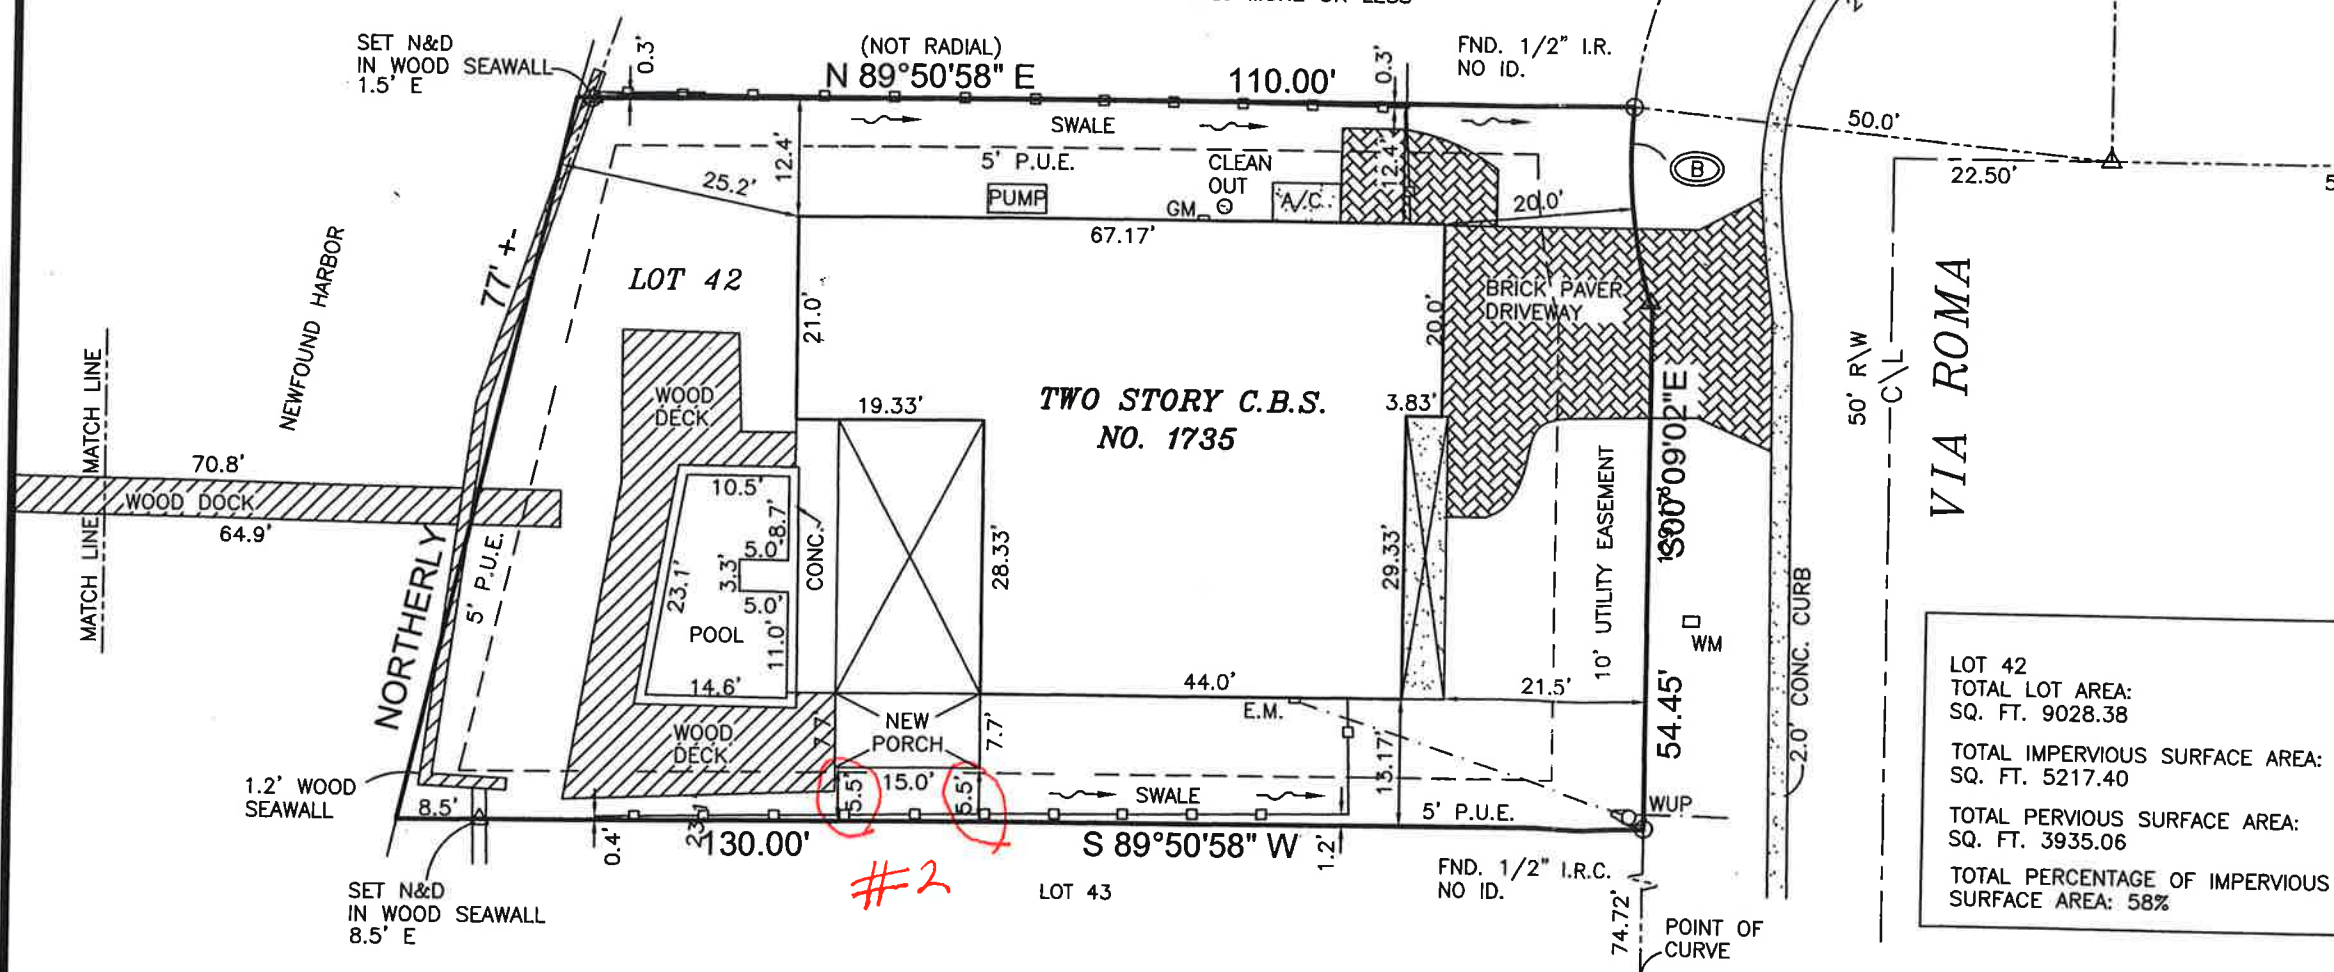 SET N&D
IN WOOD SEAWALL
1.5' E
0.3'
(NOT RADIAL)
N 89°50'58" E
110.00'
0.3'
FND. 1/2" I.R.
NO ID.
50.0'
22.50'
B
SWALE
5' P.U.E.
12.4'
25.2'
PUMP
CLEAN
OUT
GM
A/C
12.4'
20.0'
67.17'
77' +-
NEWFOUND HARBOR
LOT 42
21.0'
20.0'
BRICK PAVER
DRIVEWAY
MATCH LINE
MATCH LINE
WOOD
DECK
19.33'
TWO STORY C.B.S.
NO. 1735
3.83'
50' R\W
C\L
VIA ROMA
70.8'
WOOD DOCK
64.9'
10.5'
8.7'
5.0'
3.3'
5.0'
23.1'
POOL
11.0'
14.6'
CONC.
28.33'
29.33'
10' UTILITY EASEMENT
S00°09'02"E
2.0' CONC. CURB
WM
NORTHERLY
5' P.U.E.
44.0'
E.M.
21.5'
54.45'
WOOD
DECK
7.7'
NEW
PORCH
7.7'
13.17'
1.2' WOOD
SEAWALL
8.5'
5.5'
15.0'
5.5'
SWALE
5' P.U.E.
WUP
0.4'
130.00'
S 89°50'58" W
1.2'
#2
LOT 43
FND. 1/2" I.R.C.
NO ID.
SET N&D
IN WOOD SEAWALL
8.5' E
74.72'
POINT OF
CURVE
LOT 42
TOTAL LOT AREA:
SQ. FT. 9028.38
TOTAL IMPERVIOUS SURFACE AREA:
SQ. FT. 5217.40
TOTAL PERVIOUS SURFACE AREA:
SQ. FT. 3935.06
TOTAL PERCENTAGE OF IMPERVIOUS
SURFACE AREA: 58%